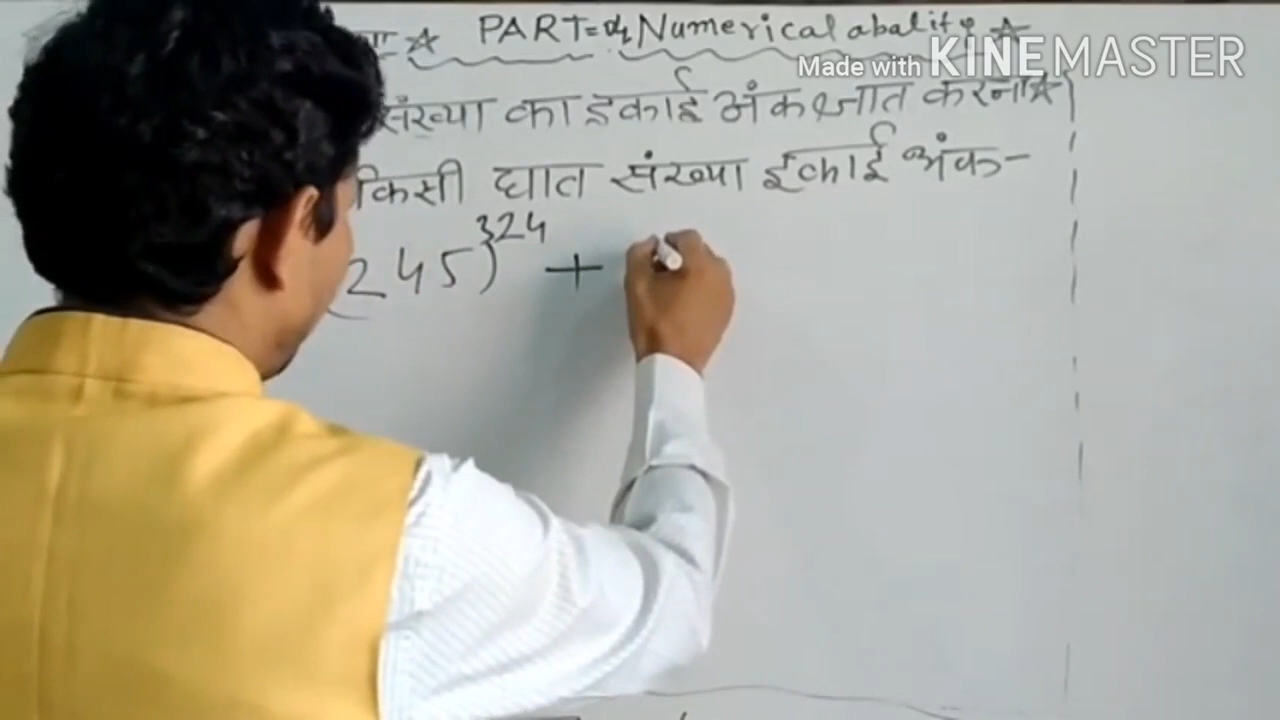 ☆ PART= Numerical abality ☆
Made with KINEMASTER
संख्या का इकाई अंक ज्ञात करना☆
किसी घात संख्या इकाई अंक-
(245)³²⁴ +